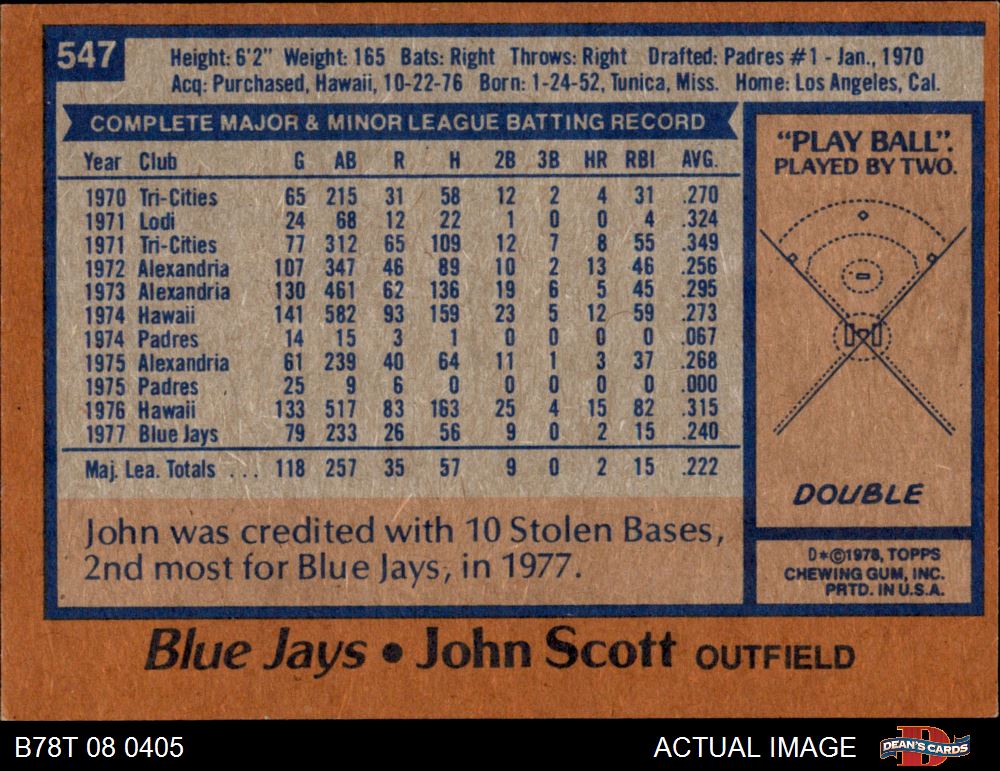 547
Height: 6'2" Weight: 165 Bats: Right Throws: Right Drafted: Padres #1 - Jan., 1970
Acq: Purchased, Hawaii, 10-22-76 Born: 1-24-52, Tunica, Miss. Home: Los Angeles, Cal.
COMPLETE MAJOR & MINOR LEAGUE BATTING RECORD
Year Club G AB R H 2B 3B HR RBI AVG.
1970 Tri-Cities 65 215 31 58 12 2 4 31 .270
1971 Lodi 24 68 12 22 1 0 0 4 .324
1971 Tri-Cities 77 312 65 109 12 7 8 55 .349
1972 Alexandria 107 347 46 89 10 2 13 46 .256
1973 Alexandria 130 461 62 136 19 6 5 45 .295
1974 Hawaii 141 582 93 159 23 5 12 59 .273
1974 Padres 14 15 3 1 0 0 0 0 .067
1975 Alexandria 61 239 40 64 11 1 3 37 .268
1975 Padres 25 9 6 0 0 0 0 0 .000
1976 Hawaii 133 517 83 163 25 4 15 82 .315
1977 Blue Jays 79 233 26 56 9 0 2 15 .240
Maj. Lea. Totals . . . 118 257 35 57 9 0 2 15 .222
John was credited with 10 Stolen Bases,
2nd most for Blue Jays, in 1977.
"PLAY BALL".
PLAYED BY TWO.
DOUBLE
D*©1978, TOPPS
CHEWING GUM, INC.
PRTD. IN U.S.A.
Blue Jays • John Scott OUTFIELD
B78T 08 0405
ACTUAL IMAGE
D
DEAN'S CARDS